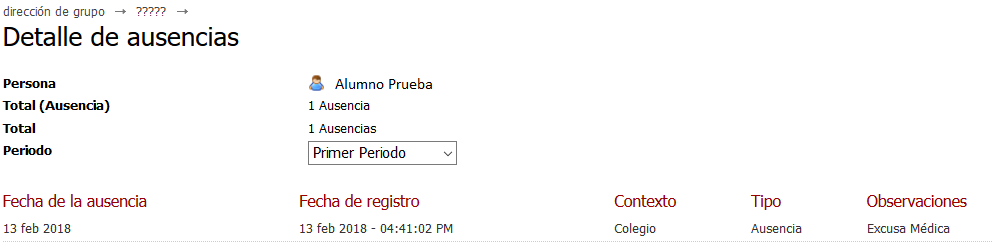 dirección de grupo → ????? →
Detalle de ausencias
Persona Alumno Prueba
Total (Ausencia) 1 Ausencia
Total 1 Ausencias
Periodo Primer Periodo
Fecha de la ausencia Fecha de registro Contexto Tipo Observaciones
13 feb 2018 13 feb 2018 - 04:41:02 PM Colegio Ausencia Excusa Médica